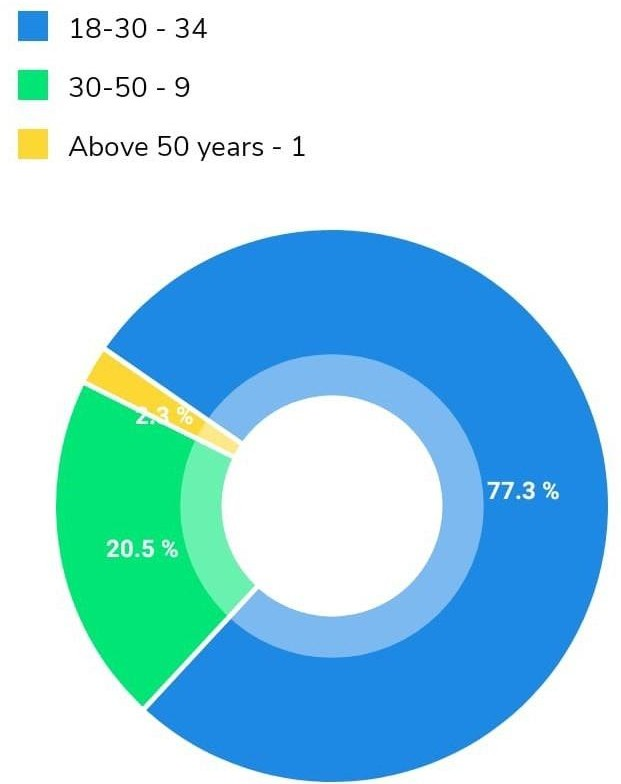 18-30 - 34
30-50 - 9
Above 50 years - 1
2.3 %
77.3 %
20.5 %